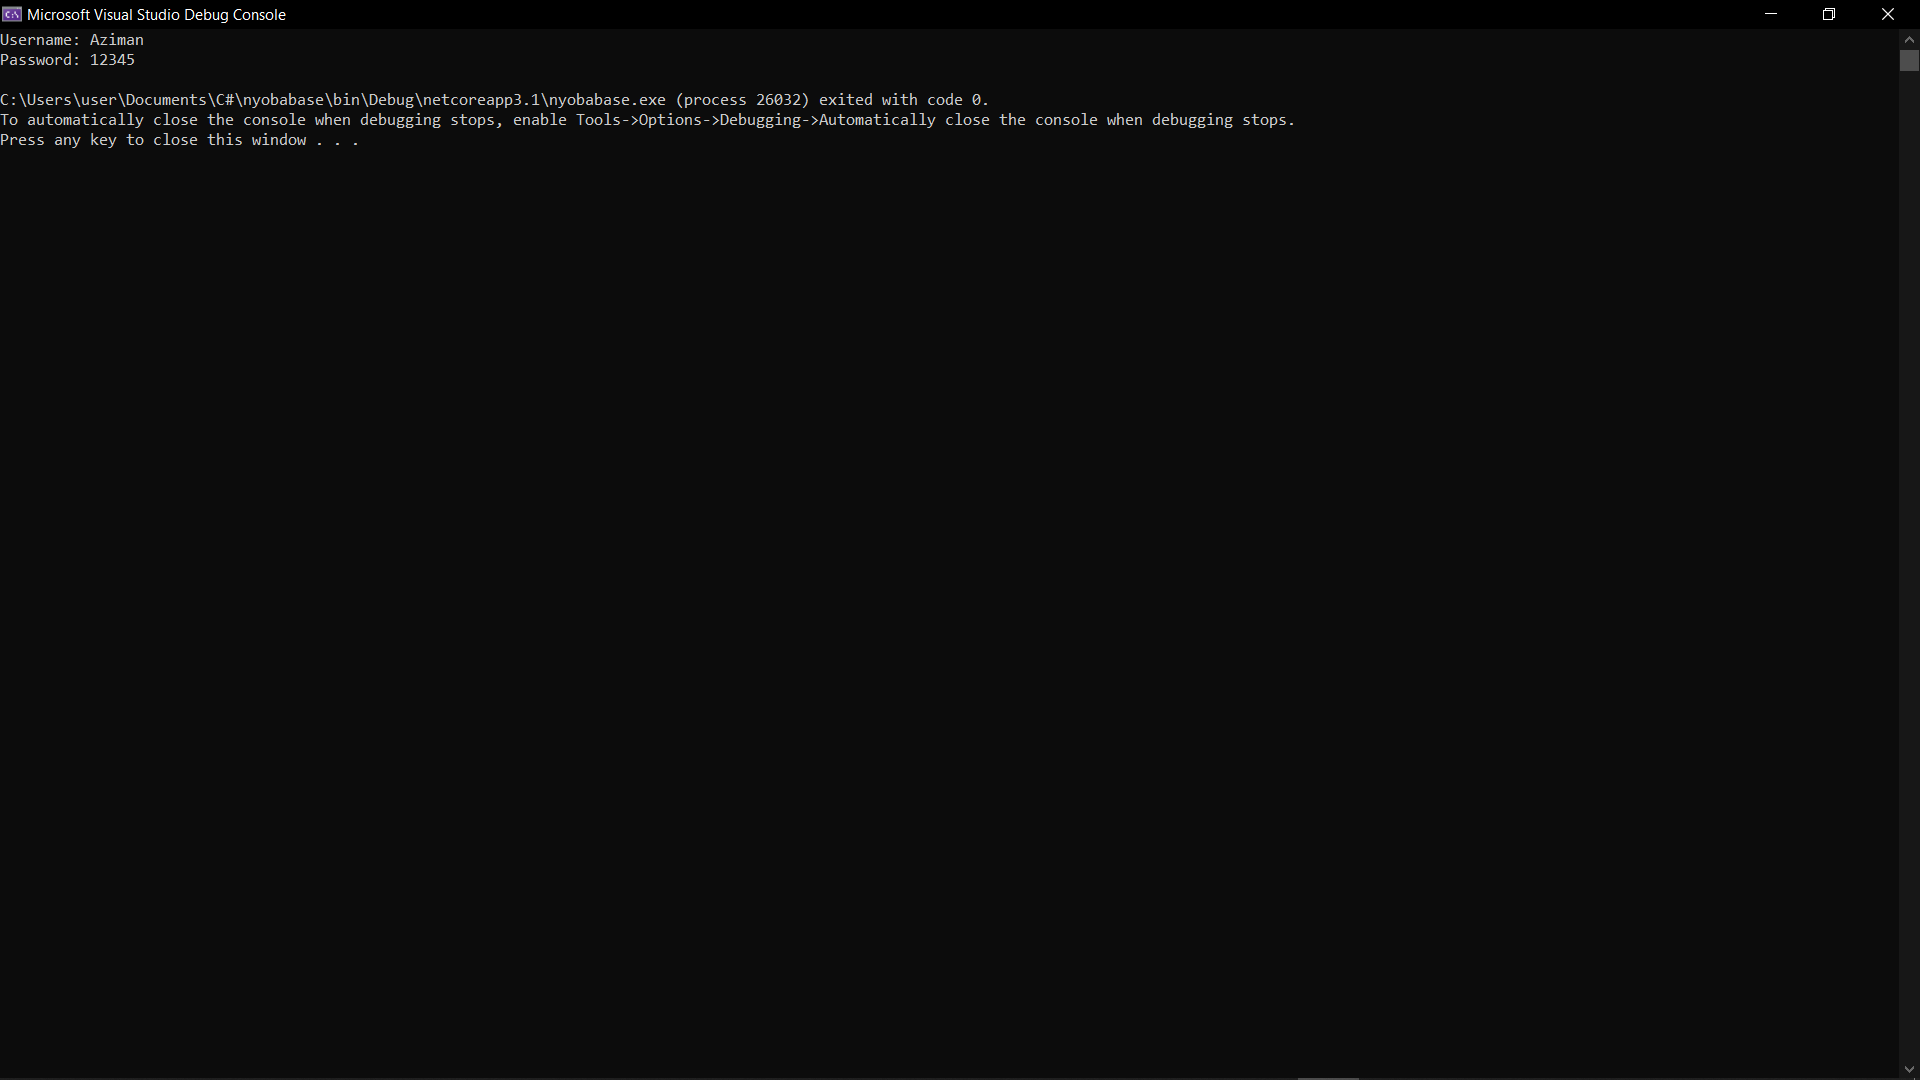 Microsoft Visual Studio Debug Console
Username: Aziman
Password: 12345
C:\Users\user\Documents\C#\nyobabase\bin\Debug\netcoreapp3.1\nyobabase.exe (process 26032) exited with code 0.
To automatically close the console when debugging stops, enable Tools->Options->Debugging->Automatically close the console when debugging stops.
Press any key to close this window . . .